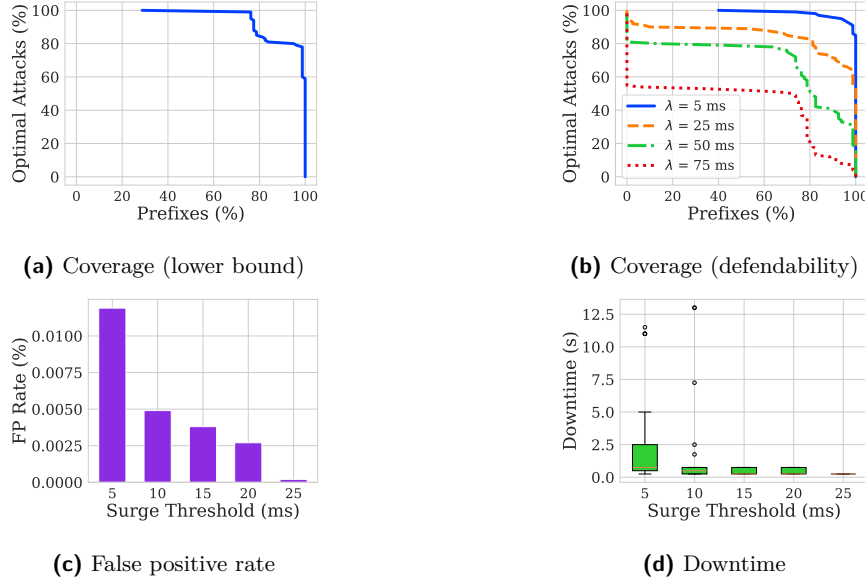 100
80
60
40
20
0
Optimal Attacks (%)
0 20 40 60 80 100
Prefixes (%)
(a) Coverage (lower bound)
100
80
60
40
20
0
Optimal Attacks (%)
λ = 5 ms
λ = 25 ms
λ = 50 ms
λ = 75 ms
0 20 40 60 80 100
Prefixes (%)
(b) Coverage (defendability)
0.0100
0.0075
0.0050
0.0025
0.0000
FP Rate (%)
5 10 15 20 25
Surge Threshold (ms)
(c) False positive rate
12.5
10.0
7.5
5.0
2.5
0.0
Downtime (s)
5 10 15 20 25
Surge Threshold (ms)
(d) Downtime